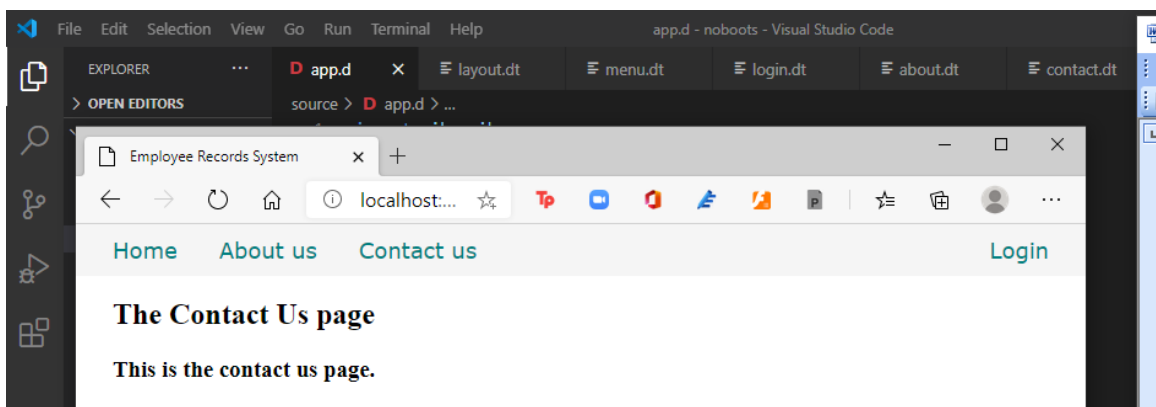 File Edit Selection View Go Run Terminal Help app.d - noboots - Visual Studio Code
EXPLORER ... D app.d × layout.dt menu.dt login.dt about.dt contact.dt
> OPEN EDITORS source > D app.d > ...
Employee Records System × +
localhost:... Tp P ...
Home About us Contact us Login
The Contact Us page
This is the contact us page.